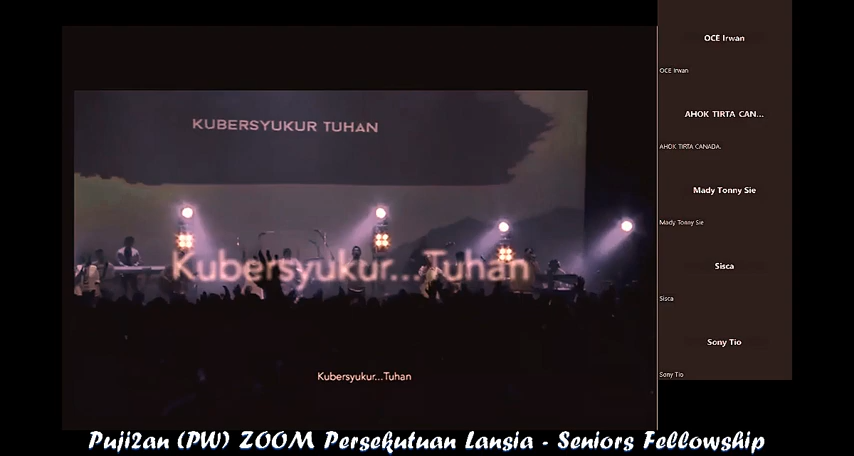 OCE Irwan
OCE Irwan
AHOK TIRTA CAN...
AHOK TIRTA CANADA.
Mady Tonny Sie
Mady Tonny Sie
Sisca
Sisca
Sony Tio
Sony Tio
KUBERSYUKUR TUHAN
Kubersyukur...Tuhan
Kubersyukur...Tuhan
Puji2an (PW) ZOOM Persekutuan Lansia - Seniors Fellowship